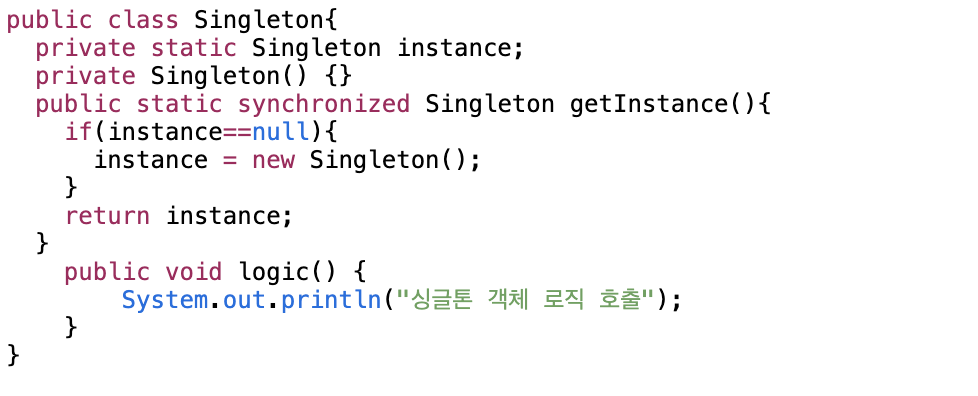 public class Singleton{
  private static Singleton instance;
  private Singleton() {}
  public static synchronized Singleton getInstance(){
    if(instance==null){
      instance = new Singleton();
    }
    return instance;
  }
    public void logic() {
        System.out.println("싱글톤 객체 로직 호출");
    }
}